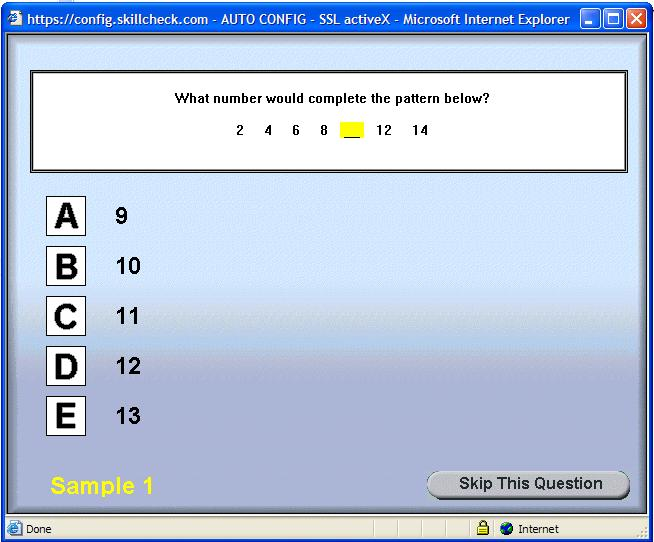 https://config.skillcheck.com - AUTO CONFIG - SSL activeX - Microsoft Internet Explorer
What number would complete the pattern below?
2 4 6 8 __ 12 14
A 9
B 10
C 11
D 12
E 13
Sample 1 Skip This Question
Done Internet